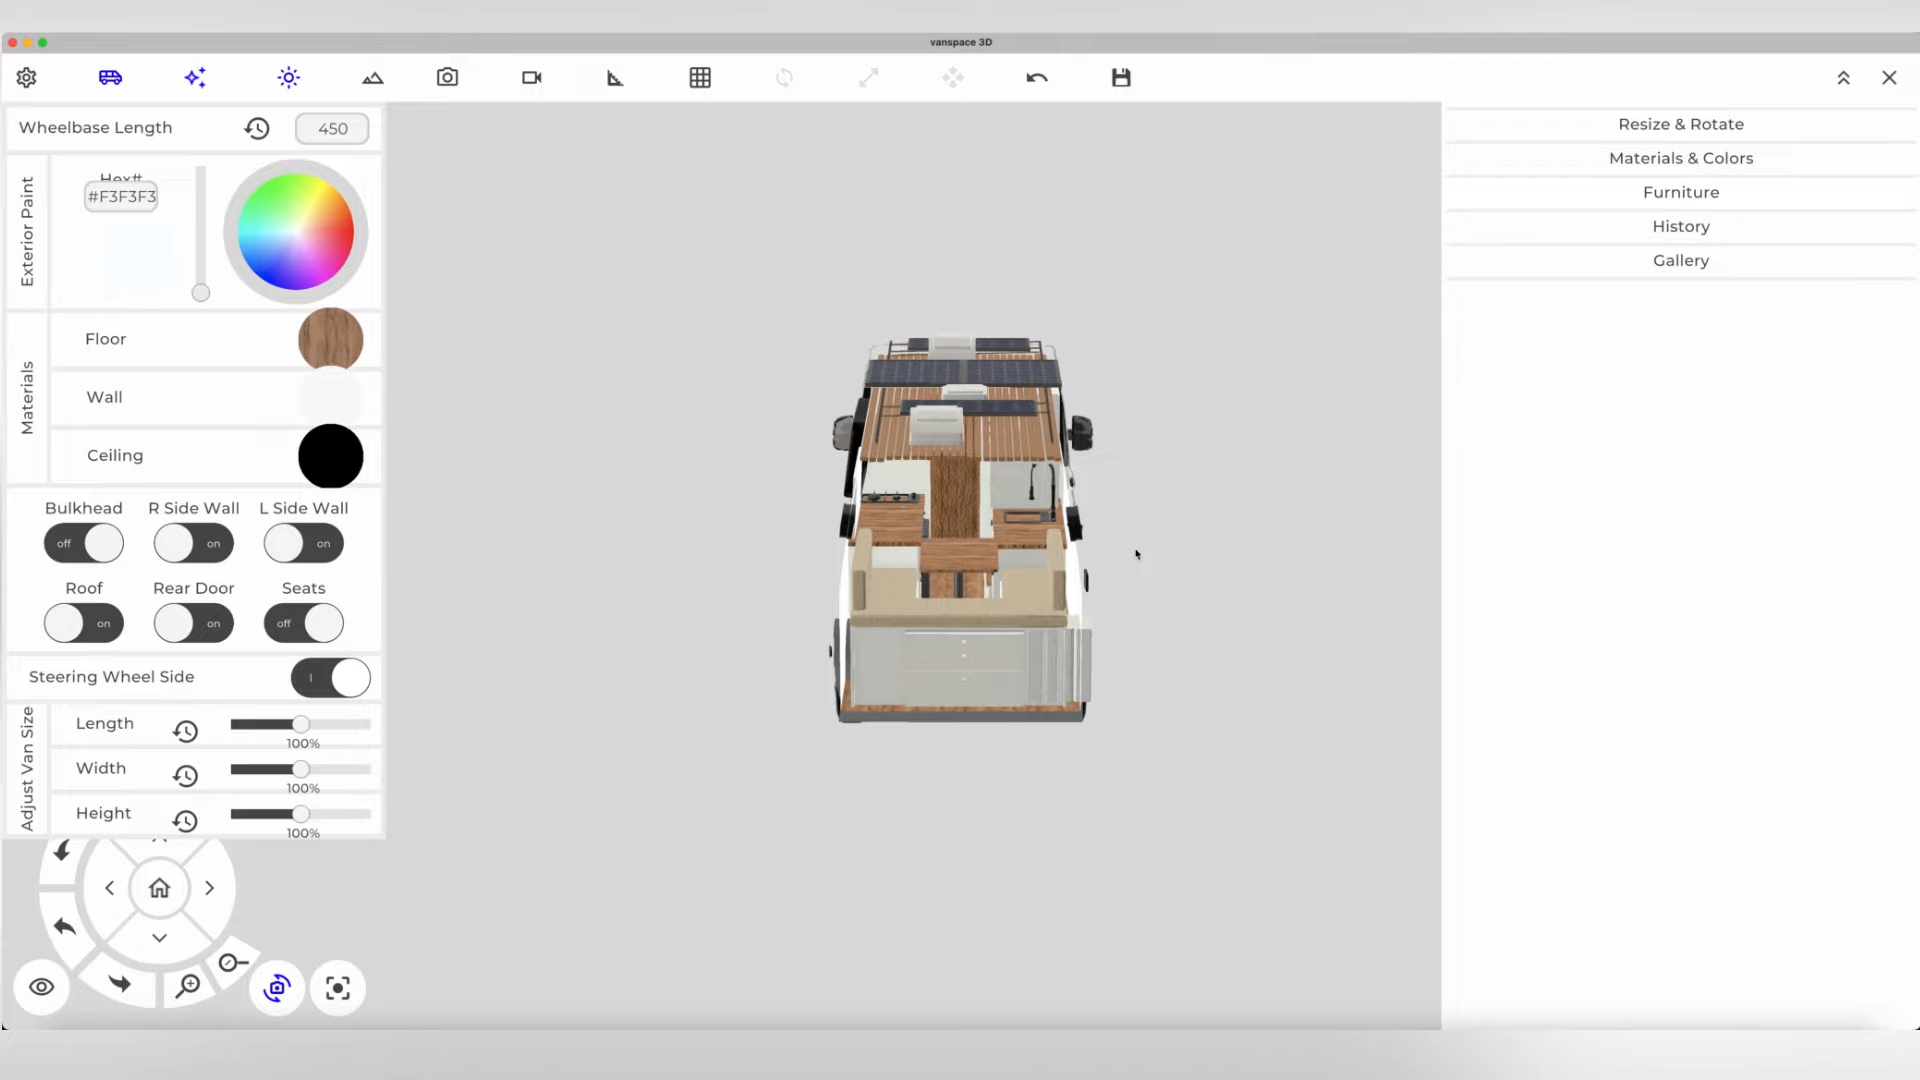 vanspace 3D
Wheelbase Length 450
Exterior Paint
Hex#
#F3F3F3
Materials
Floor
Wall
Ceiling
Bulkhead R Side Wall L Side Wall
off on on
Roof Rear Door Seats
on on off
Steering Wheel Side
I
Adjust Van Size
Length
100%
Width
100%
Height
100%
Resize & Rotate
Materials & Colors
Furniture
History
Gallery